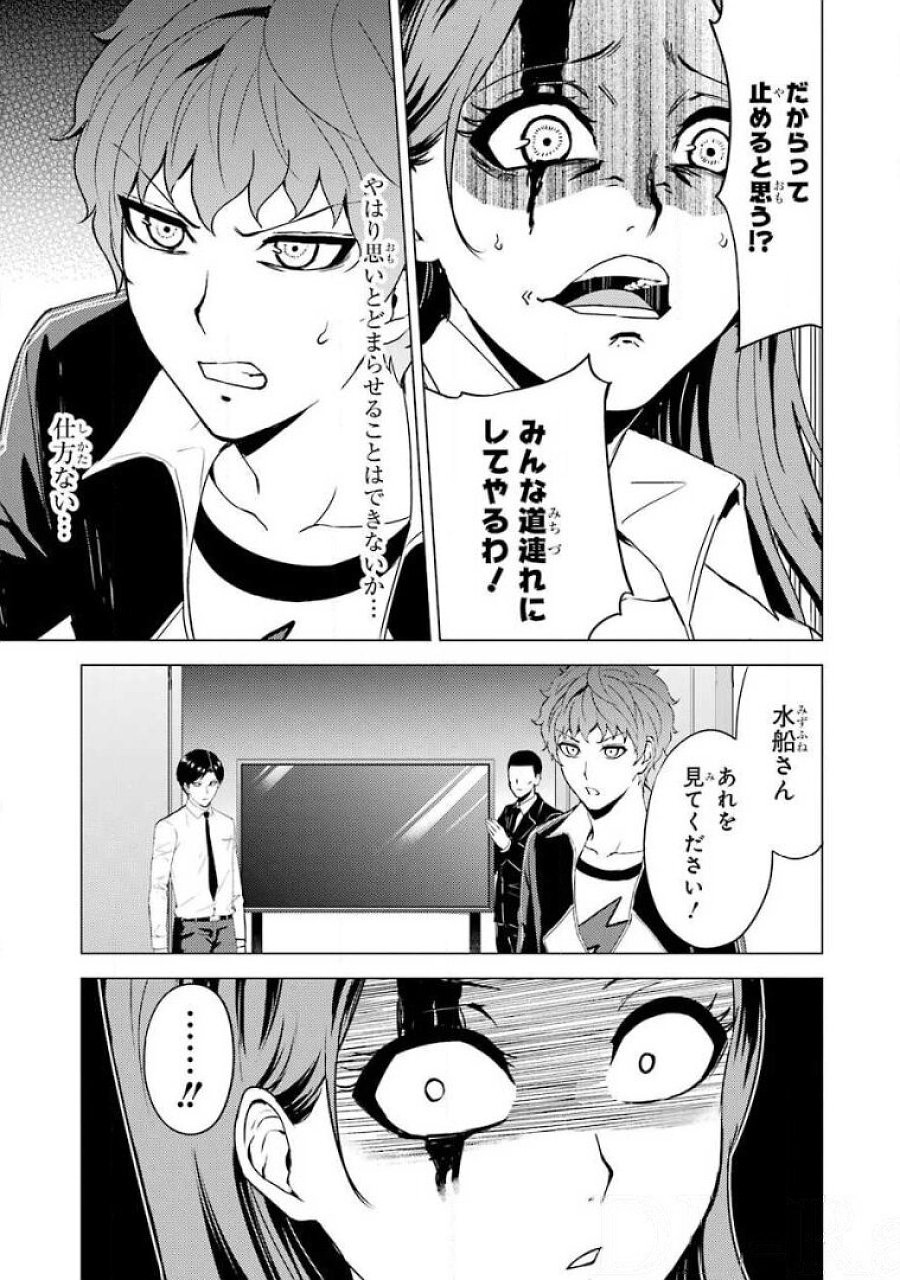 だからって
止めると思う!?
みんな道連れに
してやるわ！
やはり思いとどまらせることはできないか…
仕方ない…
水船さん
あれを
見てください！
………!!